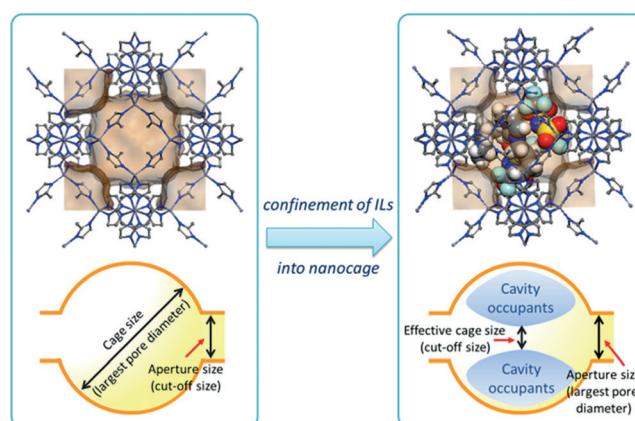 confinement of ILs
into nanocage
Cage size
(largest pore diameter)
Aperture size
(cut-off size)
Cavity
occupants
Effective cage size
(cut-off size)
Cavity
occupants
Aperture size
(largest pore
diameter)